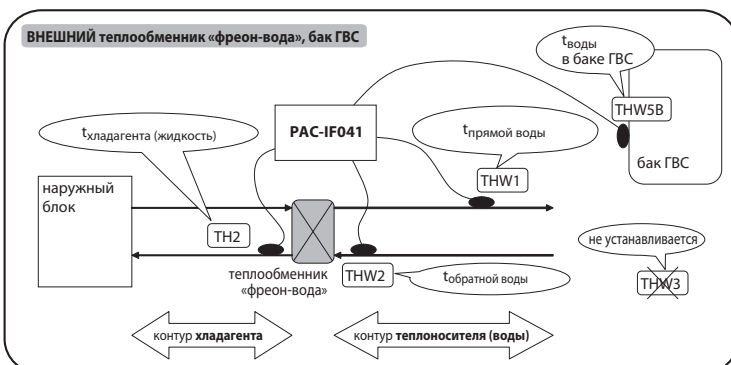 ВНЕШНИЙ теплообменник «фреон-вода», бак ГВС
tводы
в баке ГВС
THW5B
бак ГВС
PAC-IF041
tхладагента (жидкость)
tпрямой воды
THW1
наружный
блок
TH2
теплообменник
«фреон-вода»
THW2
tобратной воды
не устанавливается
THW3
контур хладагента
контур теплоносителя (воды)